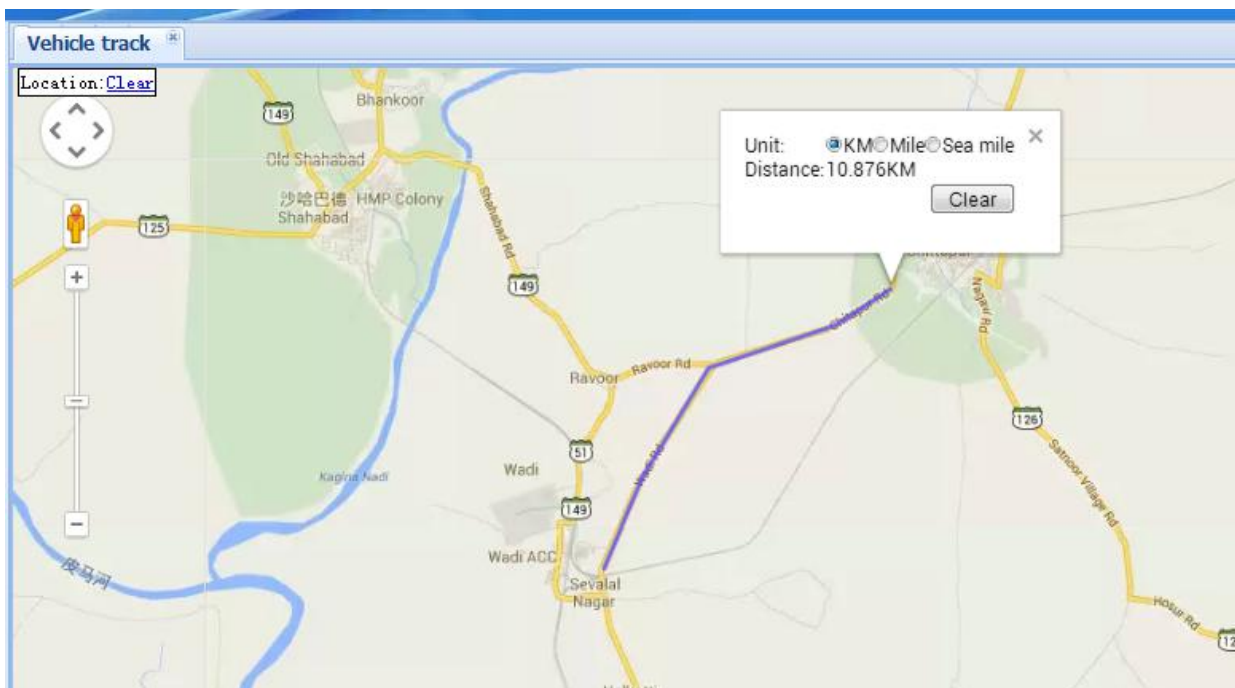 Vehicle track
Location:Clear
Bhankoor
149
Old Shahabad
沙哈巴德
Shahabad
HMP Colony
125
Shahabad Rd
149
Unit: KM Mile Sea mile
Distance:10.876KM
Clear
Nagavi Rd
Chitapur Rd
Ravoor Rd
Ravoor
126
51
Wadi Rd
Satnoor Village Rd
Wadi
Kagina Nadi
149
Wadi ACC
皮马河
Sevalal
Nagar
Hosur Rd